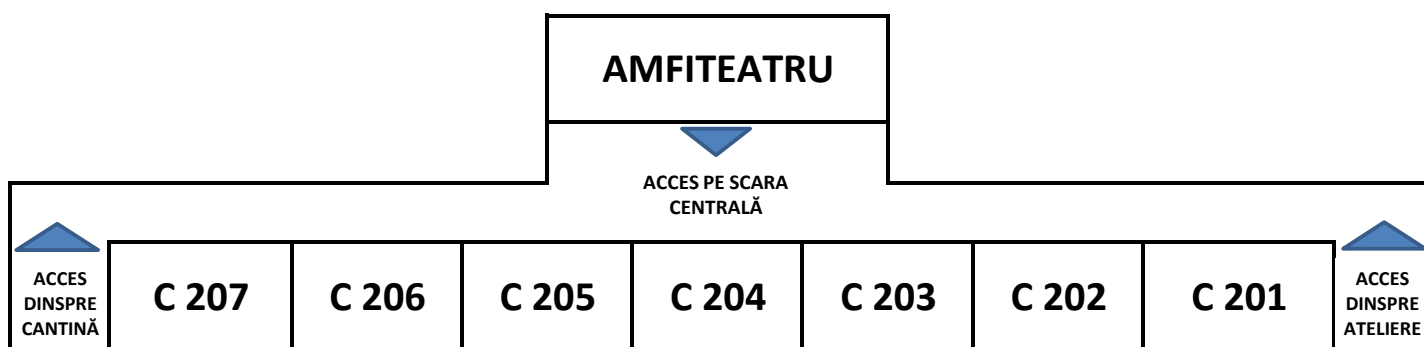 AMFITEATRU
ACCES PE SCARA
CENTRALĂ
ACCES
DINSPRE
CANTINĂ
C 207
C 206
C 205
C 204
C 203
C 202
C 201
ACCES
DINSPRE
ATELIERE